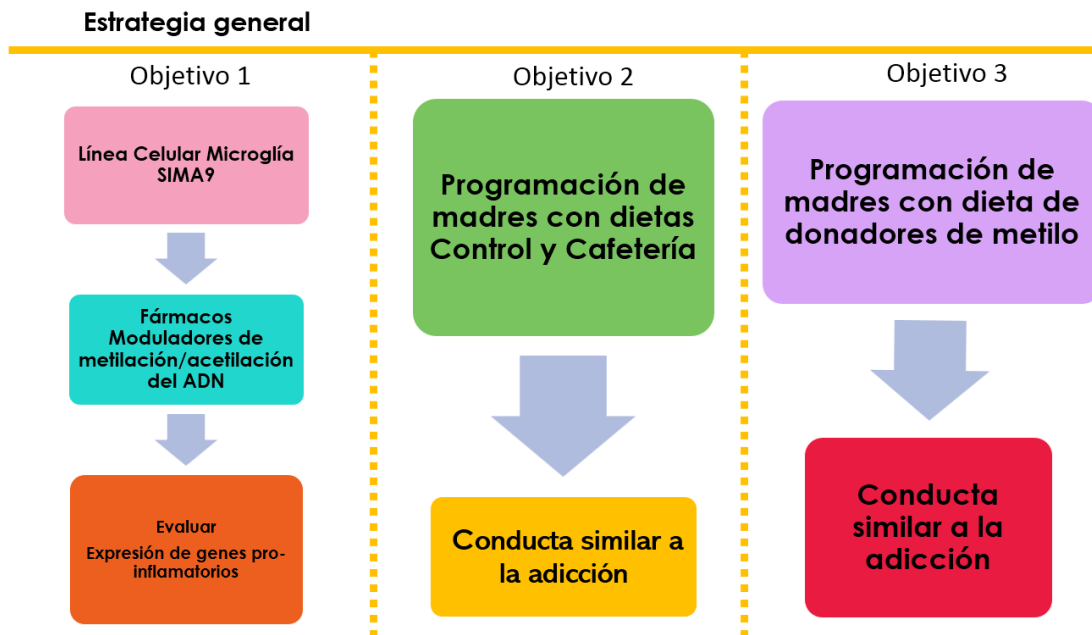 Estrategia general
Objetivo 1
Línea Celular Microglía
SIMA9
Fármacos
Moduladores de
metilación/acetilación
del ADN
Evaluar
Expresión de genes pro-
inflamatorios
Objetivo 2
Programación de
madres con dietas
Control y Cafetería
Conducta similar a
la adicción
Objetivo 3
Programación de
madres con dieta de
donadores de metilo
Conducta
similar a la
adicción